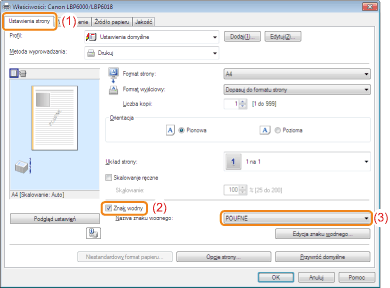 Właściwości: Canon LBP6000/LBP6018
Ustawienia strony (1) Źródło papieru Jakość
Profil: Ustawienia domyślne Dodaj(1)... Edytuj(2)...
Metoda wyprowadzania: Drukuj
Format strony: A4
Format wyjściowy: Dopasuj do formatu strony
Liczba kopii: 1 [1 do 999]
Orientacja
A Pionowa A Pozioma
Układ strony: 1 1 na 1
Skalowanie ręczne
Skalowanie: 100 % [25 do 200]
A4 [Skalowanie: Auto]
Znak wodny (2)
Nazwa znaku wodnego: POUFNE (3)
Podgląd ustawień
Edycja znaku wodnego...
Niestandardowy format papieru... Opcje strony... Przywróć domyślne
OK Anuluj Pomoc